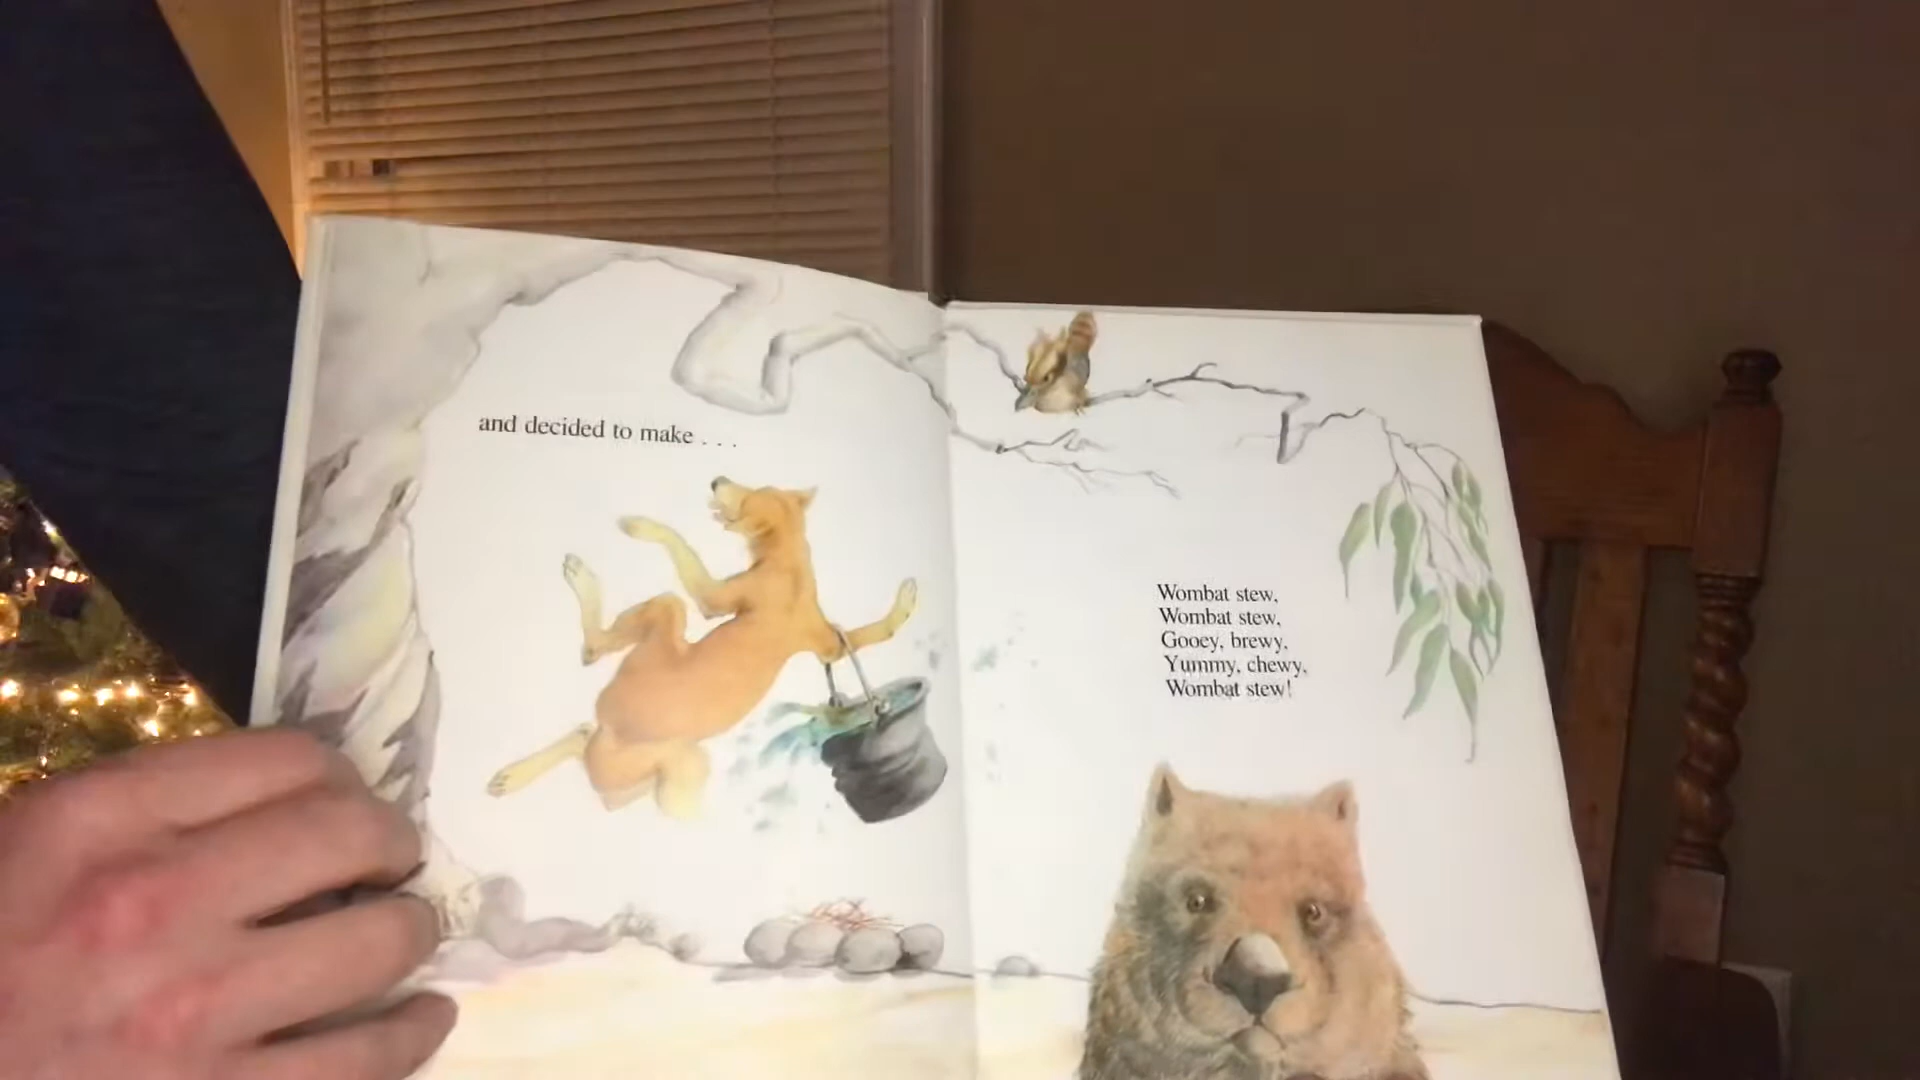 and decided to make . . .
Wombat stew,
Wombat stew,
Gooey, brewy,
Yummy, chewy,
Wombat stew!